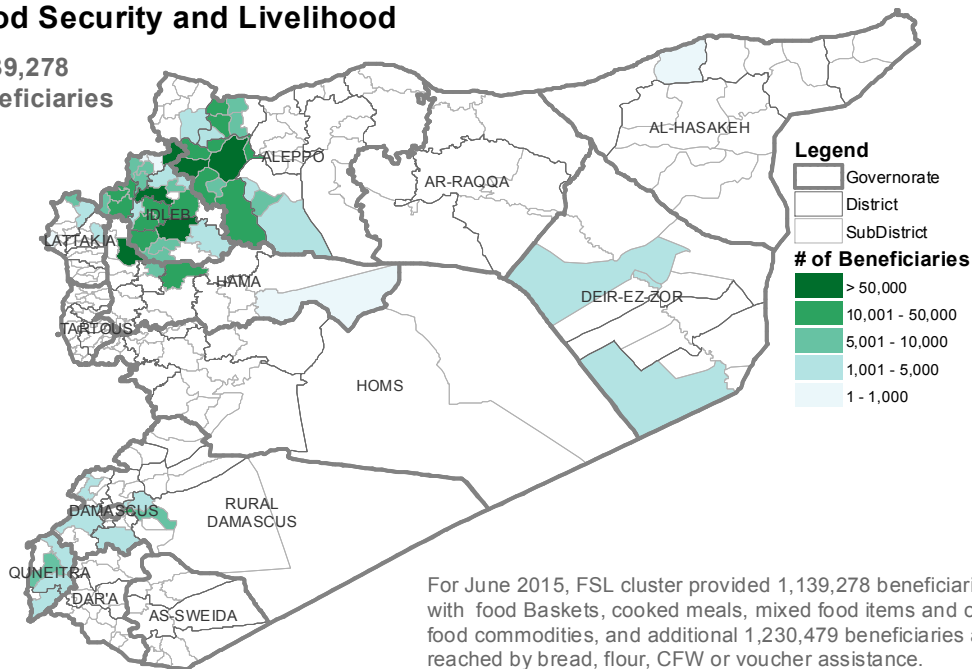 od Security and Livelihood
39,278
eficiaries
ALEPPO
AL-HASAKEH
AR-RAQQA
IDLEB
LATTAKIA
HAMA
DEIR-EZ-ZOR
TARTOUS
HOMS
RURAL
DAMASCUS
DAMASCUS
QUNEITRA
DAR'A
AS-SWEIDA
Legend
Governorate
District
SubDistrict
# of Beneficiaries
> 50,000
10,001 - 50,000
5,001 - 10,000
1,001 - 5,000
1 - 1,000
For June 2015, FSL cluster provided 1,139,278 beneficiari
with food Baskets, cooked meals, mixed food items and o
food commodities, and additional 1,230,479 beneficiaries a
reached by bread, flour, CFW or voucher assistance.